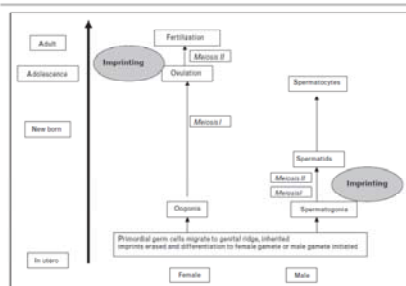 Adult
Fertilization
Meiosis II
Imprinting
Adolescence
Ovulation
Spermatocytes
Meiosis I
New born
Spermatids
Meiosis II
Meiosis I
Imprinting
Oogonia
Spermatogonia
Primordial germ cells migrate to genital ridge, inherited
imprints erased and differentiation to female gamete or male gamete initiated
In utero
Female
Male